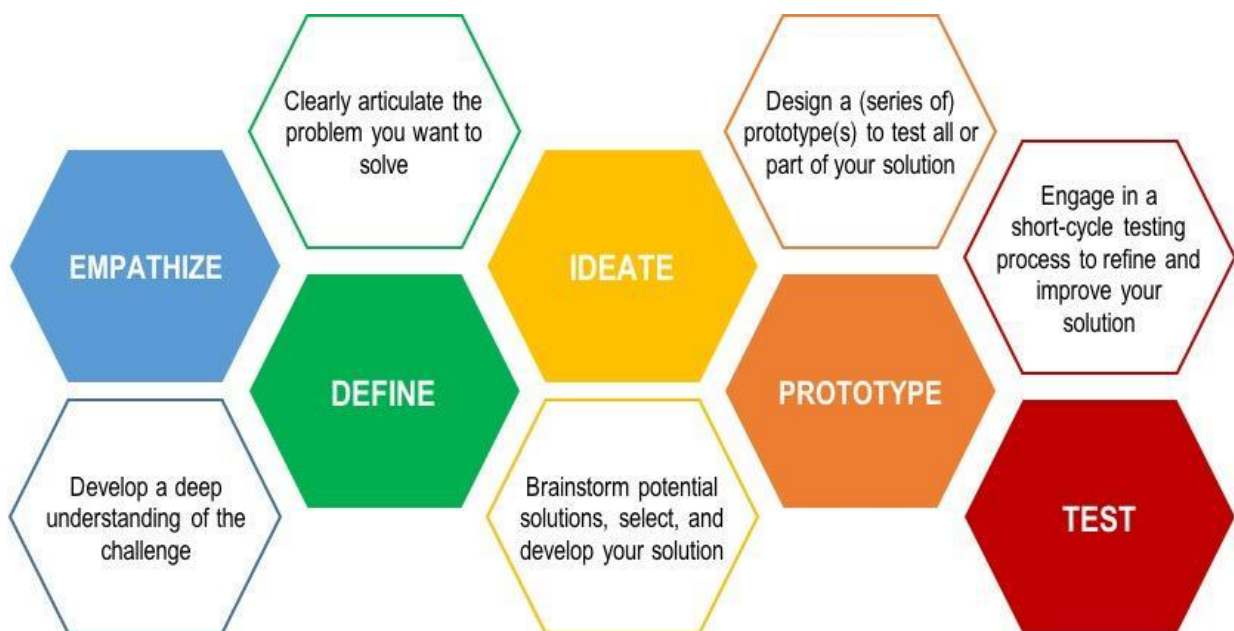 EMPATHIZE
Develop a deep
understanding of the
challenge
Clearly articulate the
problem you want to
solve
DEFINE
IDEATE
Brainstorm potential
solutions, select, and
develop your solution
Design a (series of)
prototype(s) to test all or
part of your solution
PROTOTYPE
Engage in a
short-cycle testing
process to refine and
improve your
solution
TEST